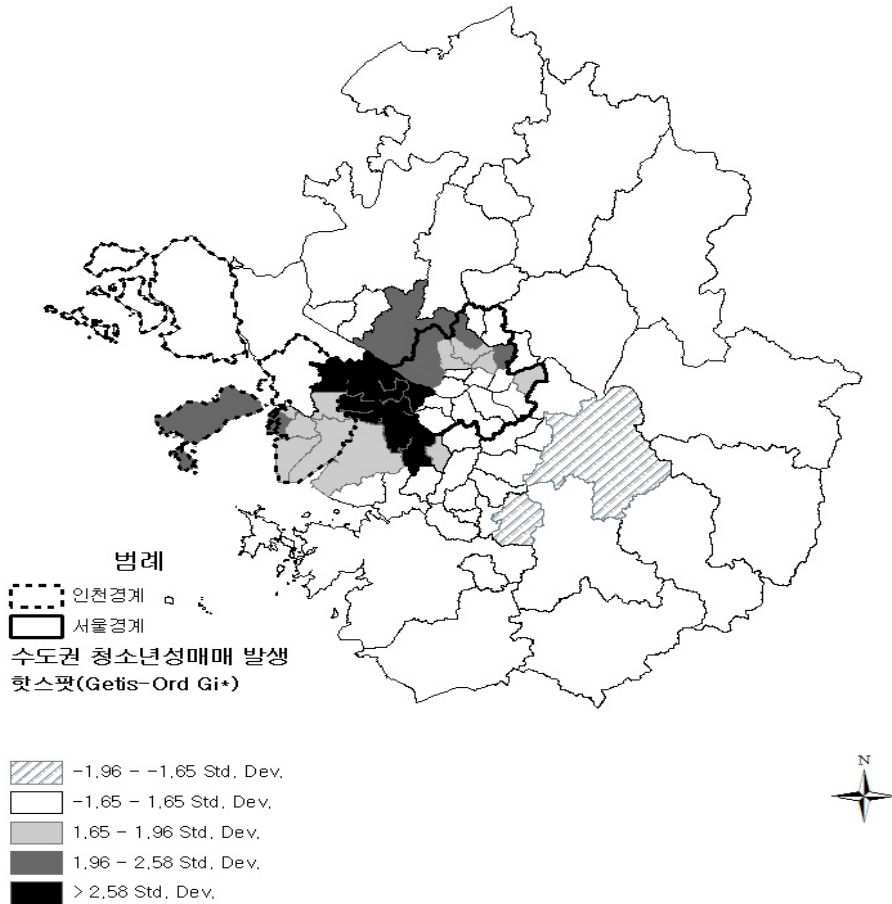 범례
인천경계
서울경계
수도권 청소년성매매 발생
핫스팟(Getis-Ord Gi*)
-1.96 - -1.65 Std. Dev.
-1.65 - 1.65 Std. Dev.
1.65 - 1.96 Std. Dev.
1.96 - 2.58 Std. Dev.
> 2.58 Std. Dev.
N